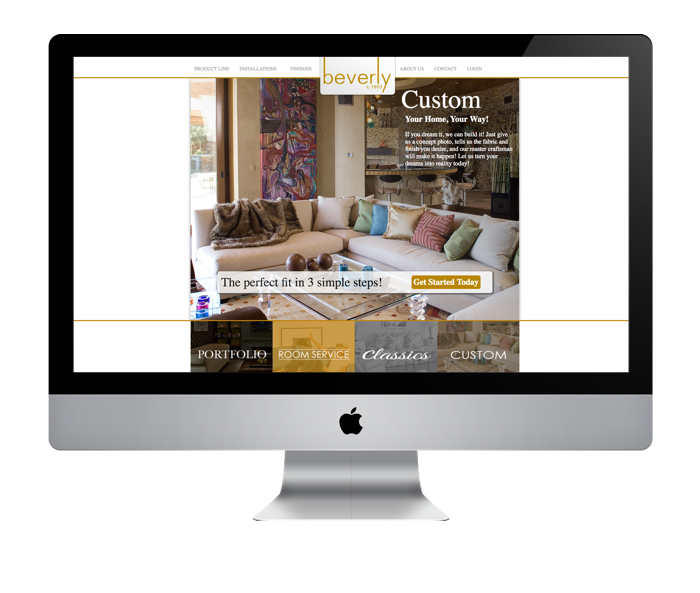 PRODUCT LINE INSTALLATIONS FINISHES
beverly
c. 1953
ABOUT US CONTACT LOGIN
Custom
Your Home, Your Way!
If you dream it, we can build it! Just give
us a concept photo, tells us the fabric and
finish you desire, and our master craftsman
will make it happen! Let us turn your
dreams into reality today!
The perfect fit in 3 simple steps!
Get Started Today
PORTFOLIO
ROOM SERVICE
Classics
CUSTOM